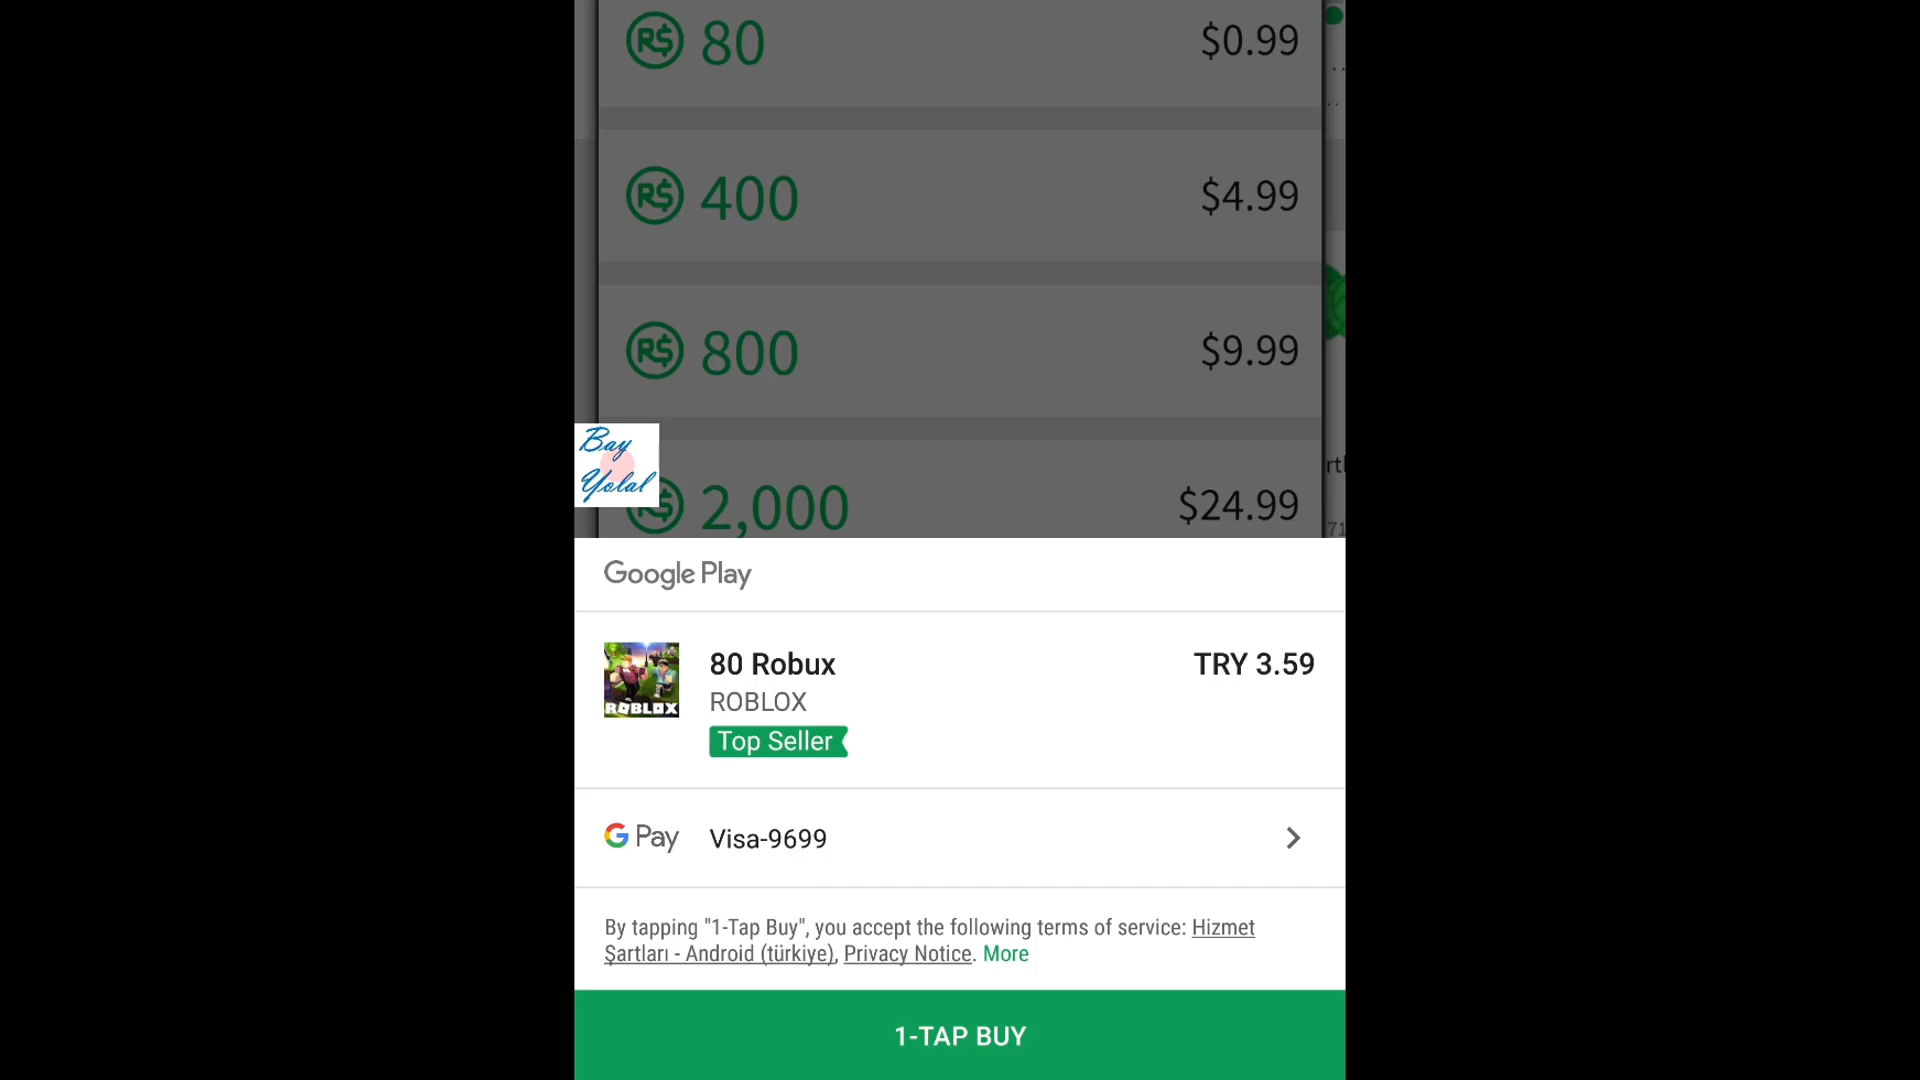 R$ 80 $0.99
R$ 400 $4.99
R$ 800 $9.99
Bay
Yolal
2,000 $24.99
Google Play
80 Robux TRY 3.59
ROBLOX
ROBLOX
Top Seller
G Pay Visa-9699
By tapping "1-Tap Buy", you accept the following terms of service: Hizmet
Şartları - Android (türkiye), Privacy Notice. More
1-TAP BUY